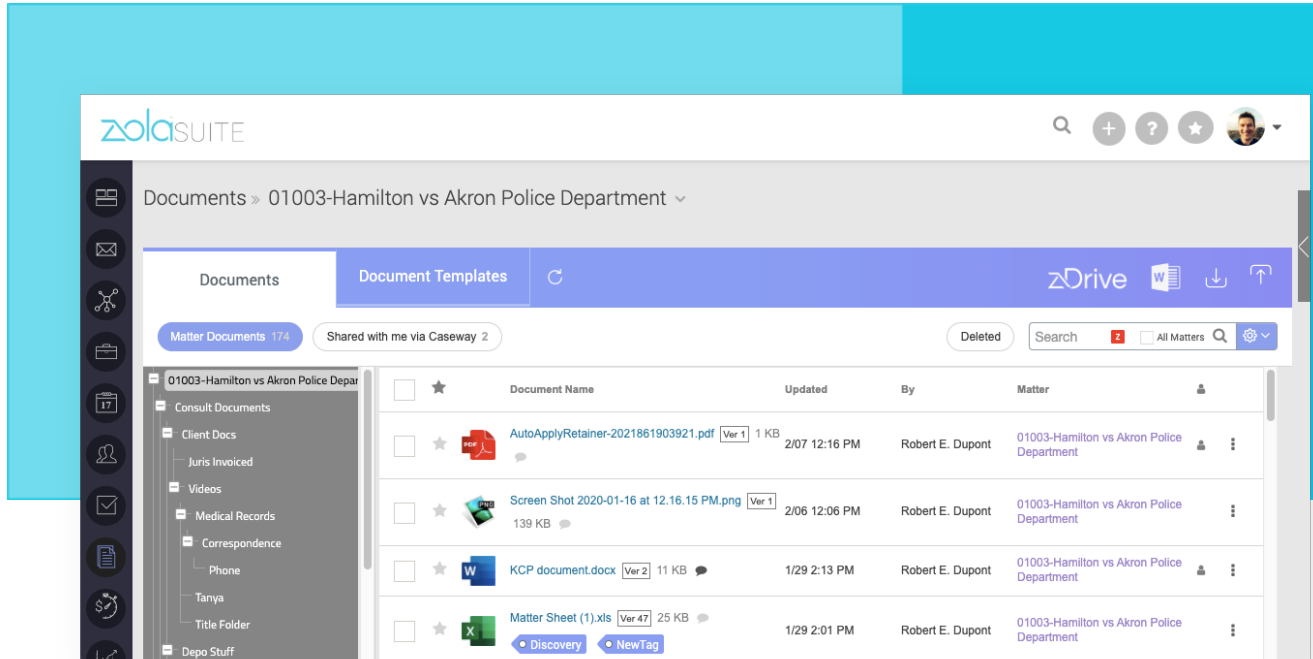 zolaSUITE
Documents » 01003-Hamilton vs Akron Police Department
Documents
Document Templates
zDrive
W
Matter Documents 174
Shared with me via Caseway 2
Deleted
Search
Z
All Matters
17
01003-Hamilton vs Akron Police Depar
Consult Documents
Client Docs
Juris Invoiced
Videos
Medical Records
Correspondence
Phone
Tanya
Title Folder
Depo Stuff
Document Name Updated By Matter
PDF
AutoApplyRetainer-2021861903921.pdf Ver 1 1 KB
2/07 12:16 PM
Robert E. Dupont
01003-Hamilton vs Akron Police
Department
PNG
Screen Shot 2020-01-16 at 12.16.15 PM.png Ver 1
139 KB
2/06 12:06 PM
Robert E. Dupont
01003-Hamilton vs Akron Police
Department
W
KCP document.docx Ver 2 11 KB
1/29 2:13 PM
Robert E. Dupont
01003-Hamilton vs Akron Police
Department
X
Matter Sheet (1).xls Ver 47 25 KB
Discovery NewTag
1/29 2:01 PM
Robert E. Dupont
01003-Hamilton vs Akron Police
Department